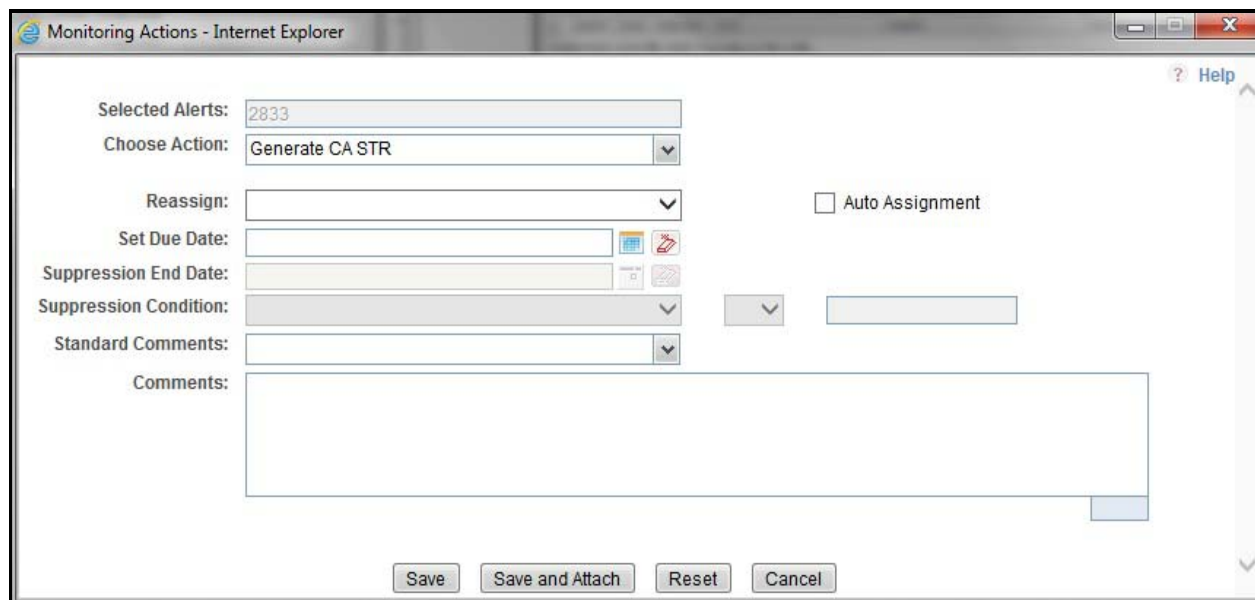 Monitoring Actions - Internet Explorer
? Help
Selected Alerts: 2833
Choose Action: Generate CA STR
Reassign: Auto Assignment
Set Due Date:
Suppression End Date:
Suppression Condition:
Standard Comments:
Comments:
Save Save and Attach Reset Cancel